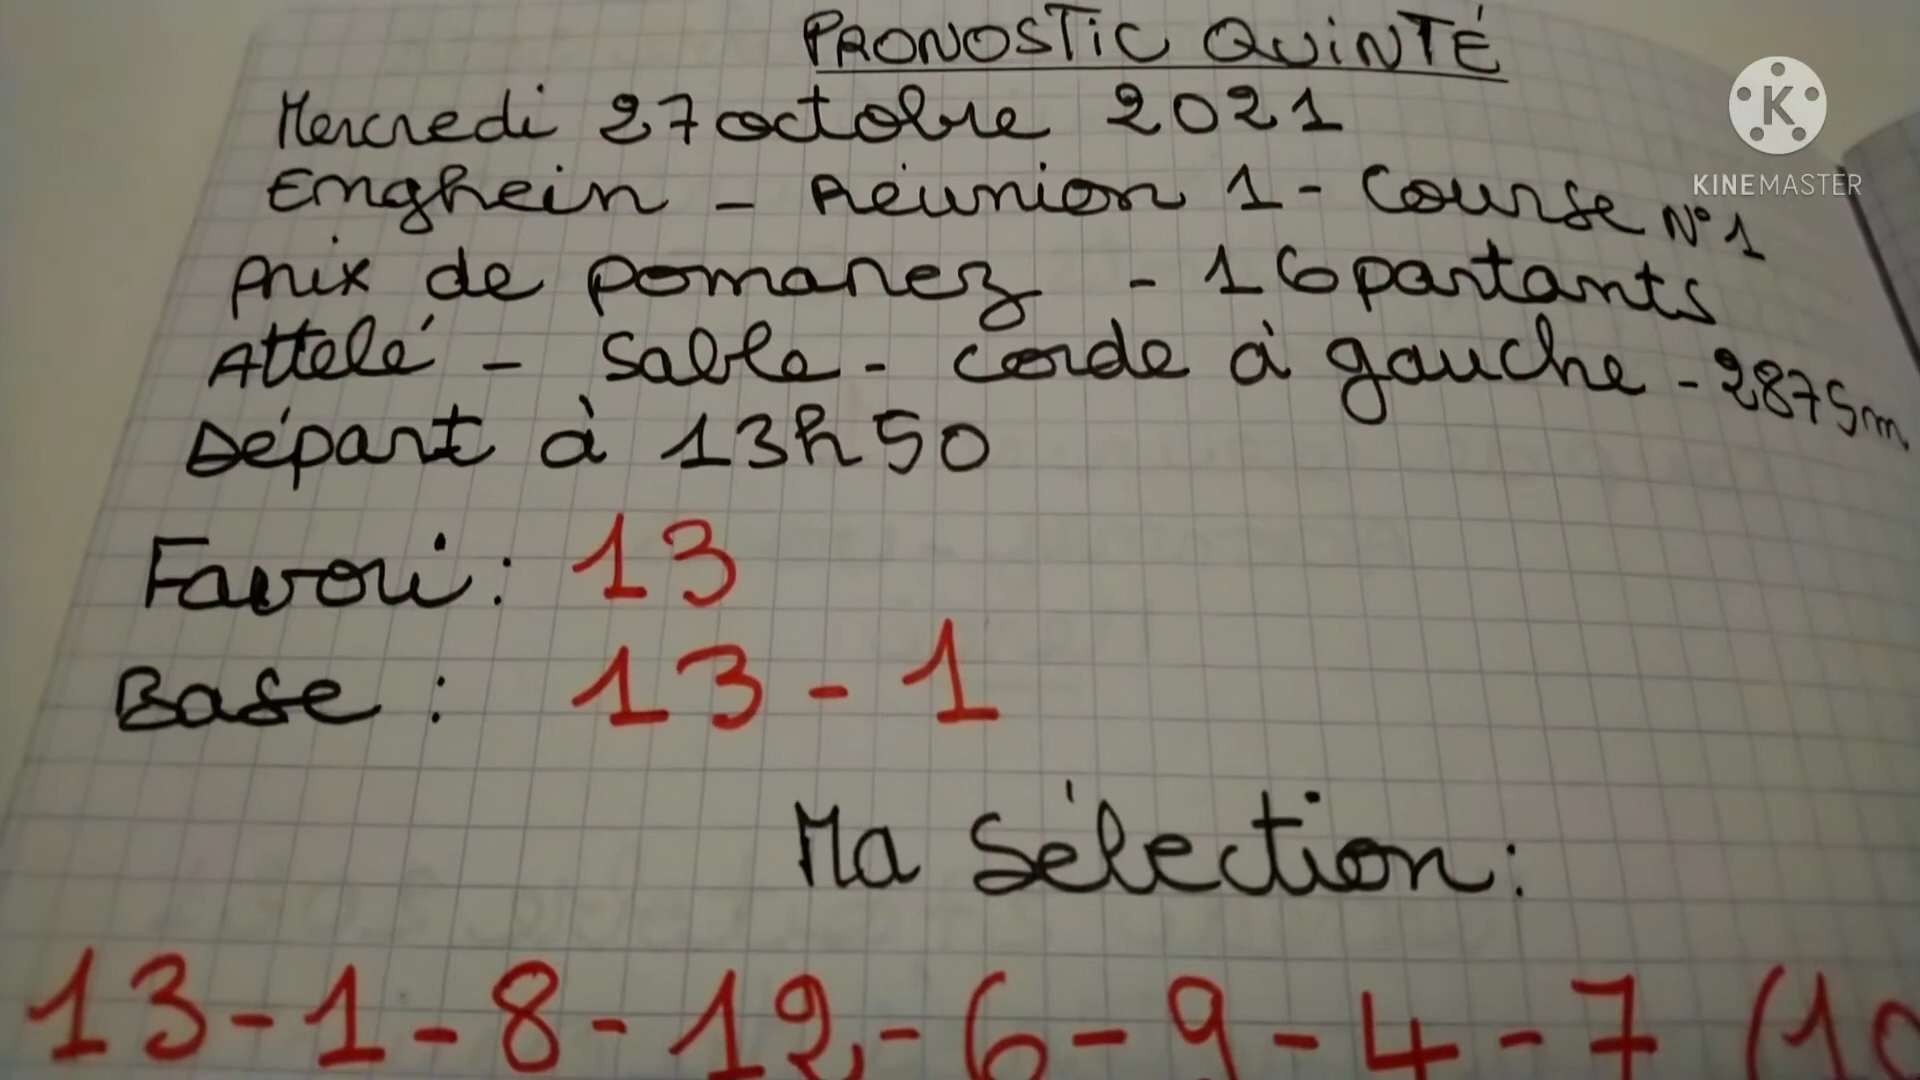 PRONOSTIC QUINTÉ
Mercredi 27 octobre 2021
Enghein - Réunion 1 - Course N°1
Prix de pomarez - 16 partants
Attelé - Sable - corde à gauche - 2875m
Départ à 13h50
Favori : 13
Base : 13 - 1
Ma Sélection :
13 - 1 - 8 - 12 - 6 - 9 - 4 - 7 (10
K
KINEMASTER